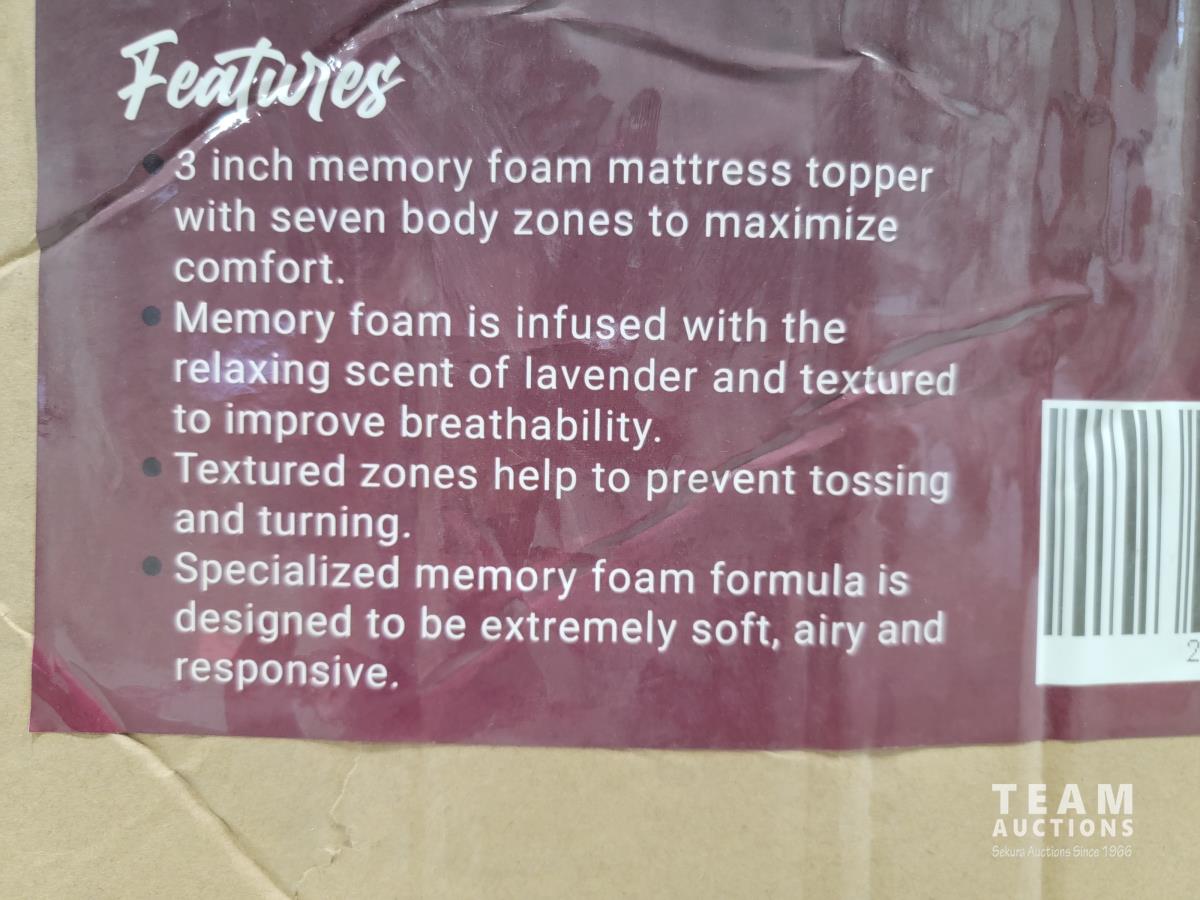 Features
• 3 inch memory foam mattress topper
with seven body zones to maximize
comfort.
• Memory foam is infused with the
relaxing scent of lavender and textured
to improve breathability.
• Textured zones help to prevent tossing
and turning.
• Specialized memory foam formula is
designed to be extremely soft, airy and
responsive.
2
TEAM
AUCTIONS
Sekura Auctions Since 1966